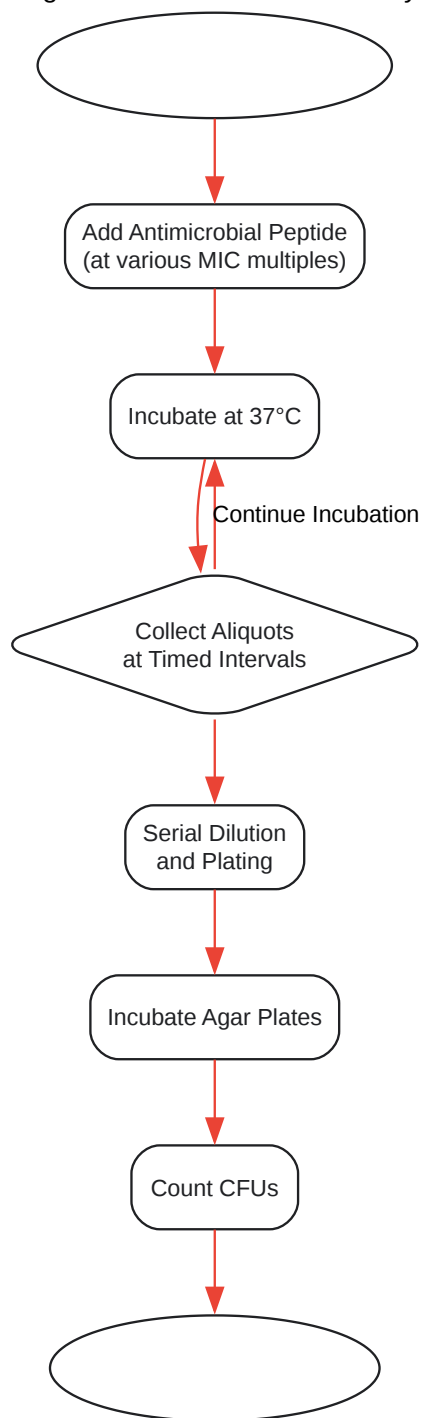 Add Antimicrobial Peptide
(at various MIC multiples)
Incubate at 37°C
Continue Incubation
Collect Aliquots
at Timed Intervals
Serial Dilution
and Plating
Incubate Agar Plates
Count CFUs